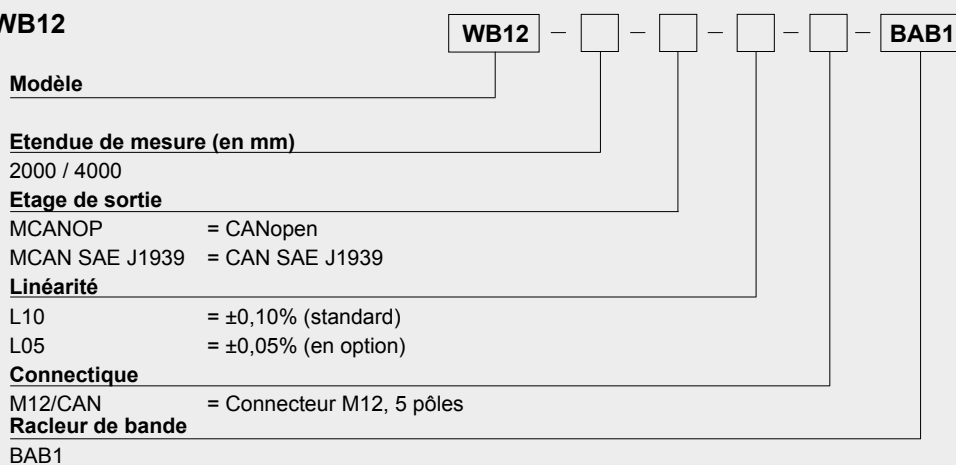 WB12
WB12 – – – – – BAB1
Modèle
Etendue de mesure (en mm)
2000 / 4000
Etage de sortie
MCANOP = CANopen
MCAN SAE J1939 = CAN SAE J1939
Linéarité
L10 = ±0,10% (standard)
L05 = ±0,05% (en option)
Connectique
M12/CAN = Connecteur M12, 5 pôles
Racleur de bande
BAB1